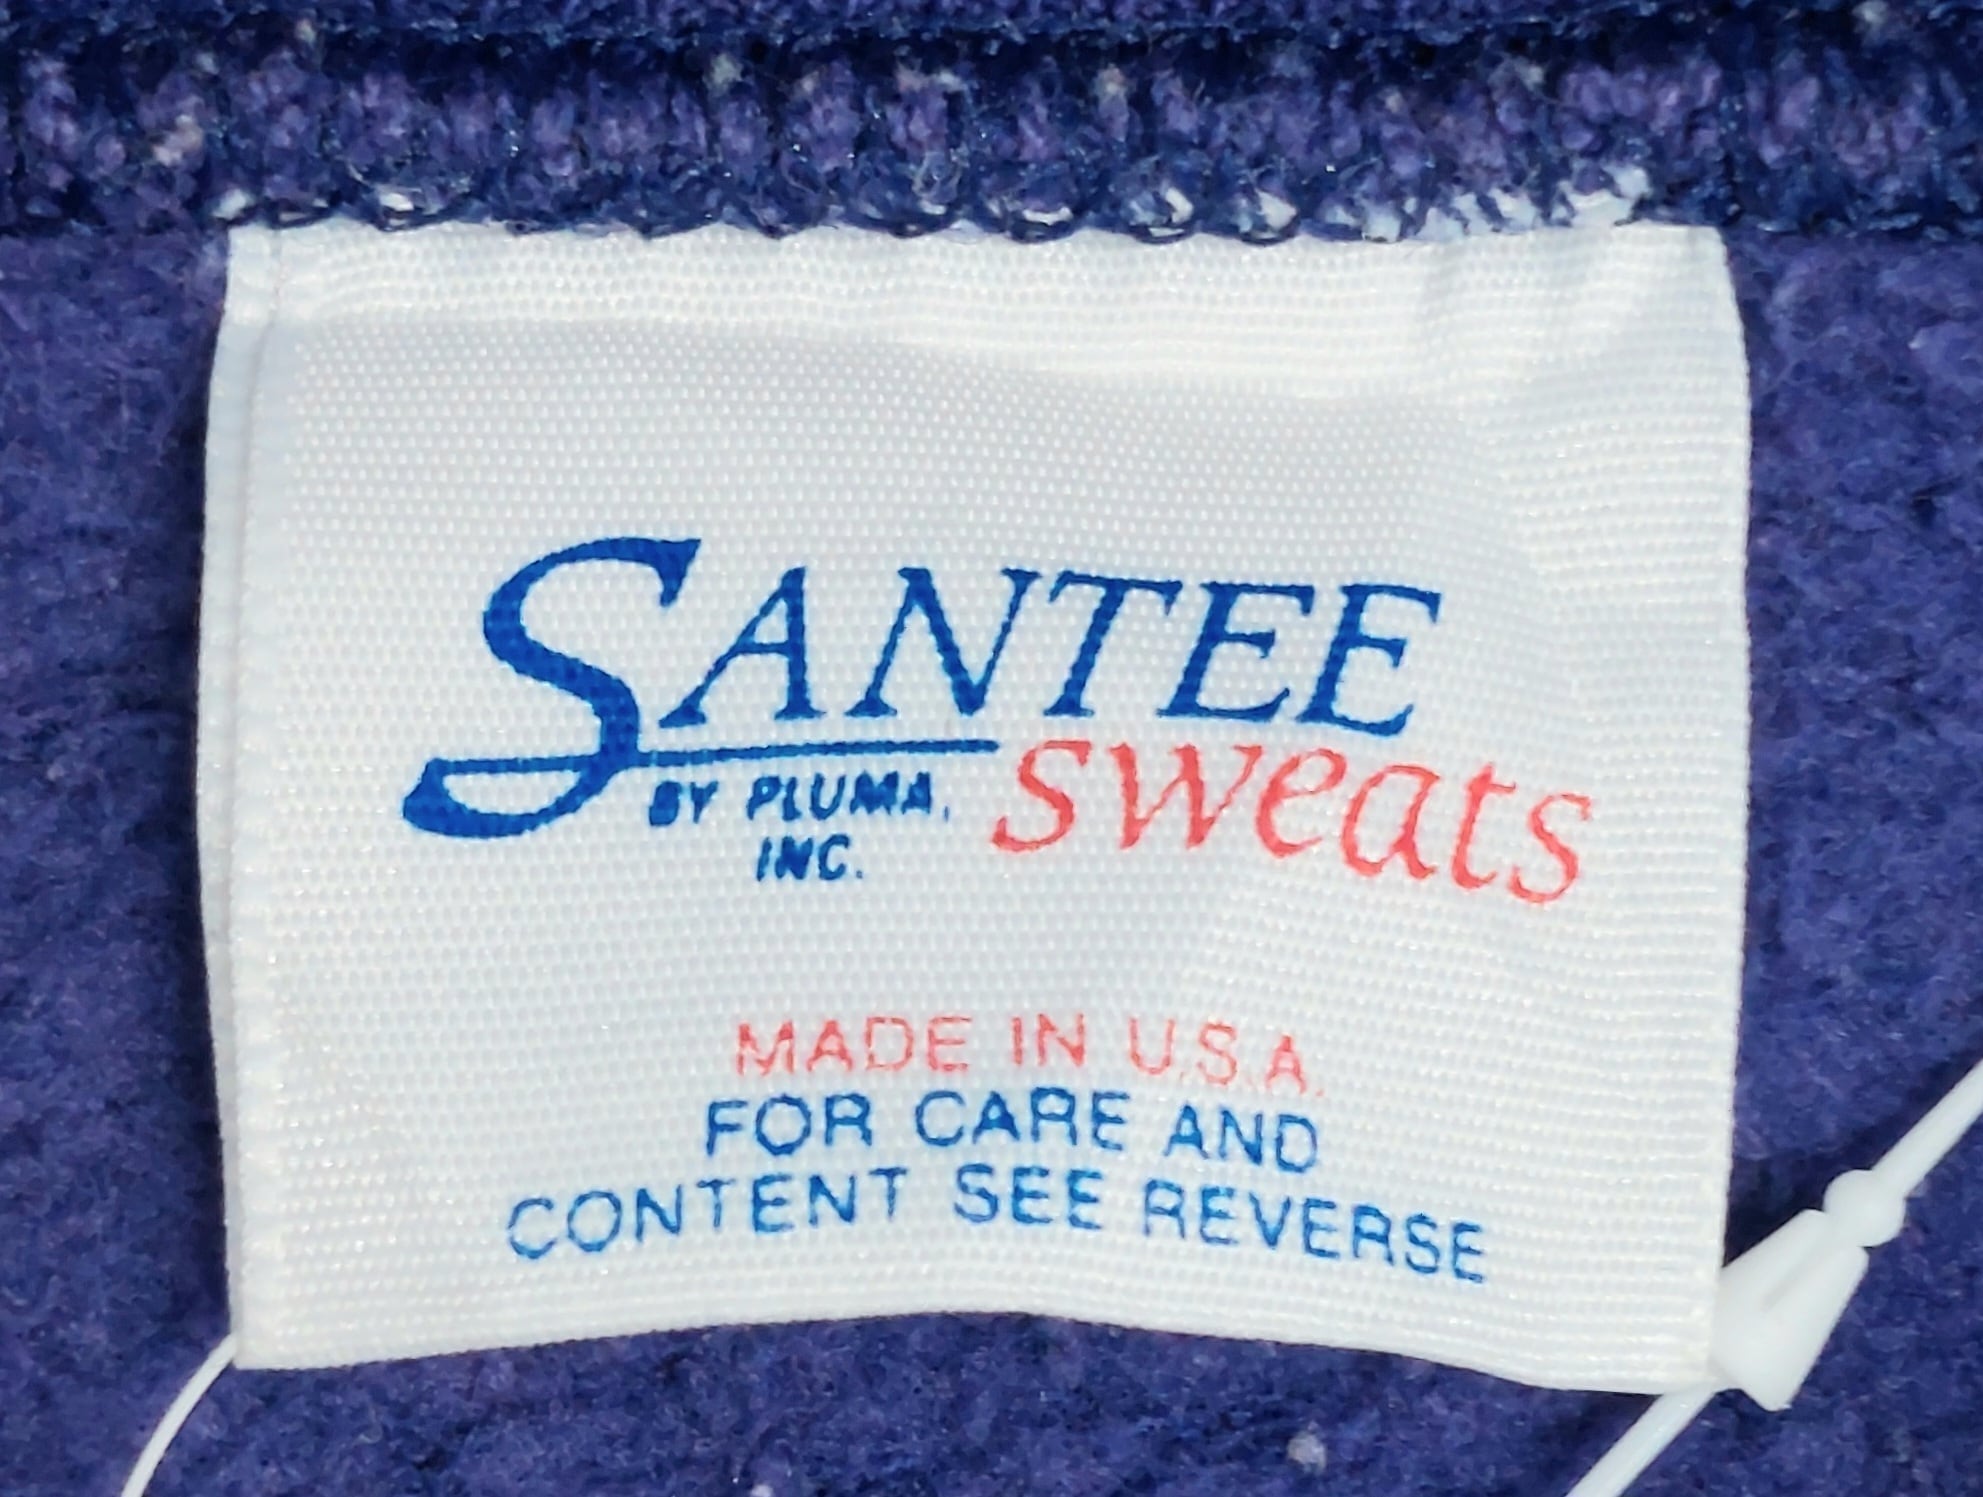 SANTEE
BY PLUMA, sweats
INC.
MADE IN U.S.A.
FOR CARE AND
CONTENT SEE REVERSE